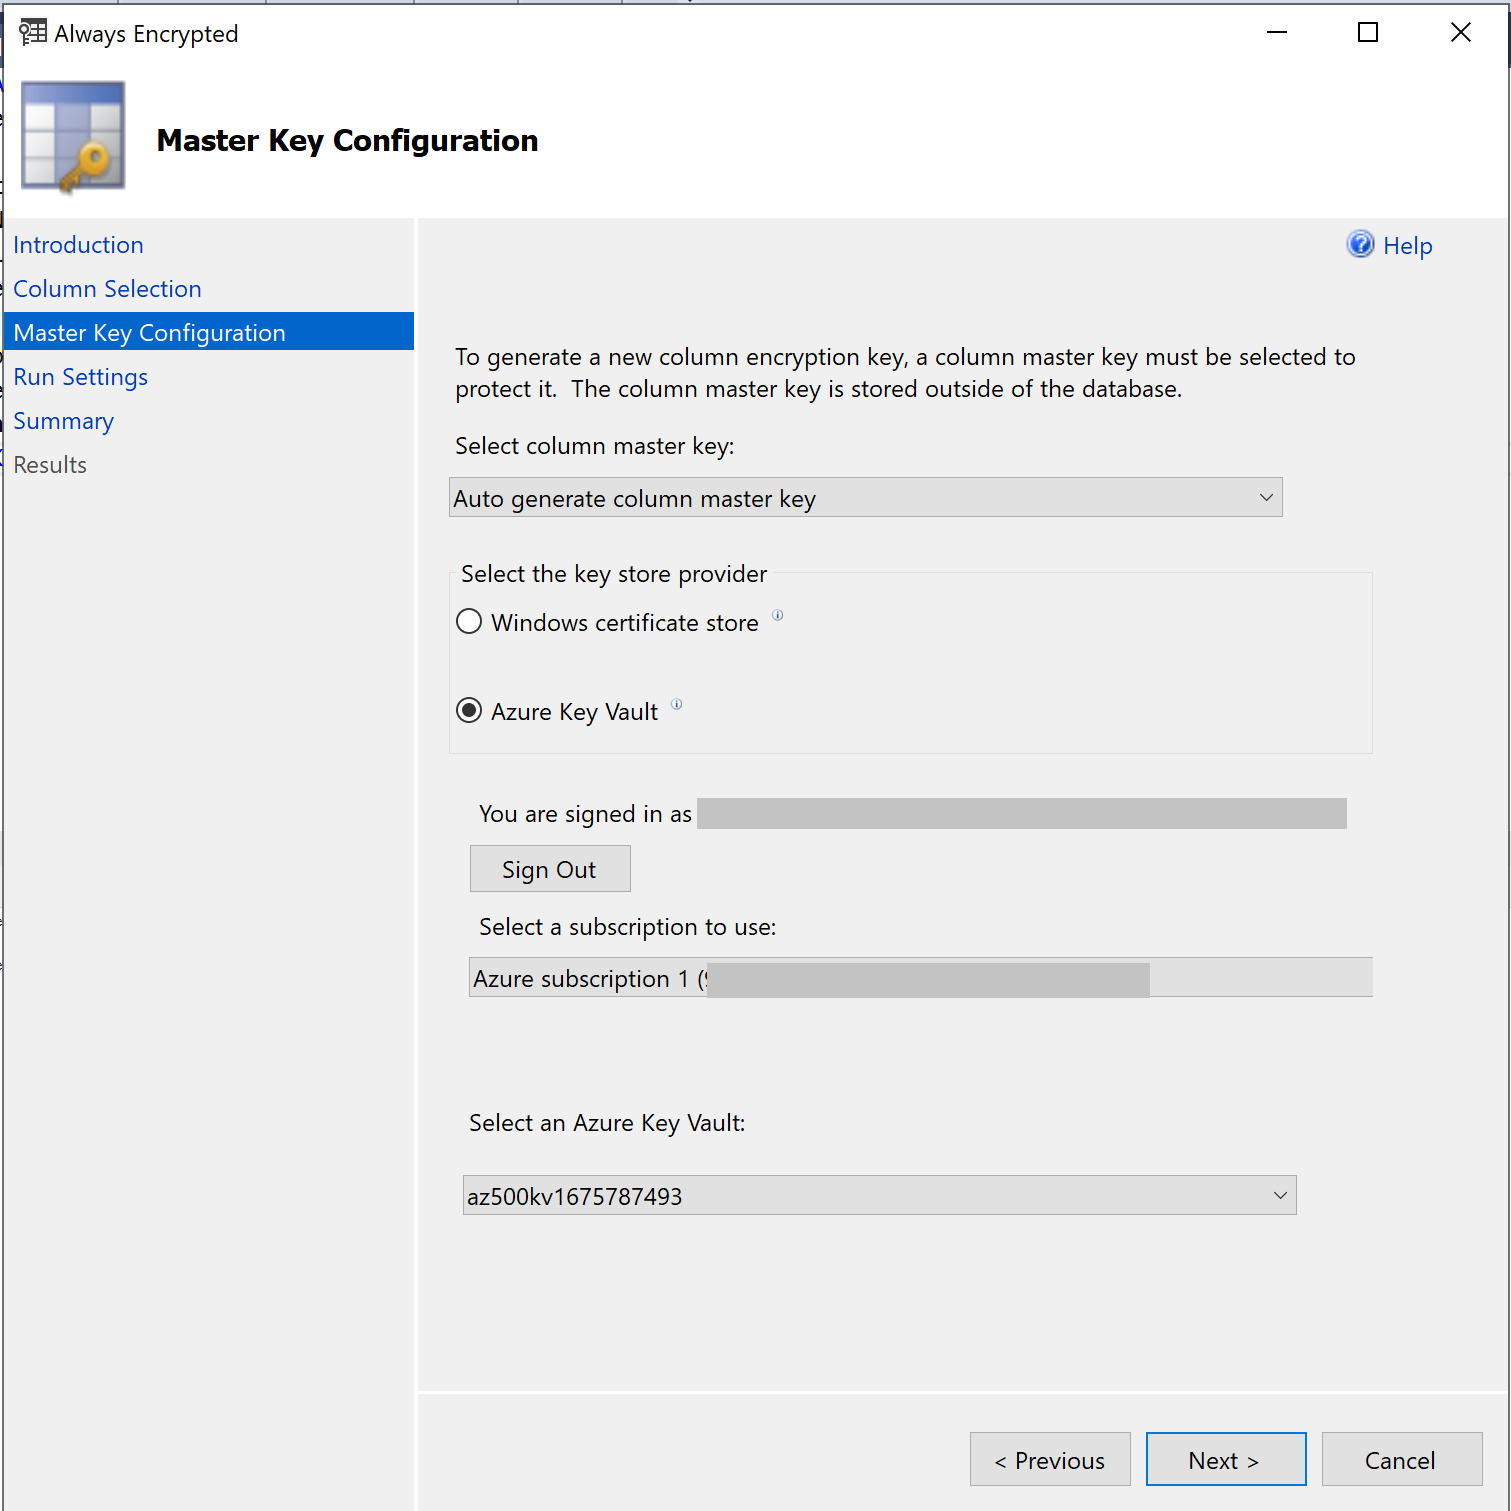 Always Encrypted
Master Key Configuration
Introduction
Column Selection
Master Key Configuration
Run Settings
Summary
Results
Help
To generate a new column encryption key, a column master key must be selected to
protect it.  The column master key is stored outside of the database.
Select column master key:
Auto generate column master key
Select the key store provider
Windows certificate store
Azure Key Vault
You are signed in as
Sign Out
Select a subscription to use:
Azure subscription 1 (
Select an Azure Key Vault:
az500kv1675787493
< Previous
Next >
Cancel